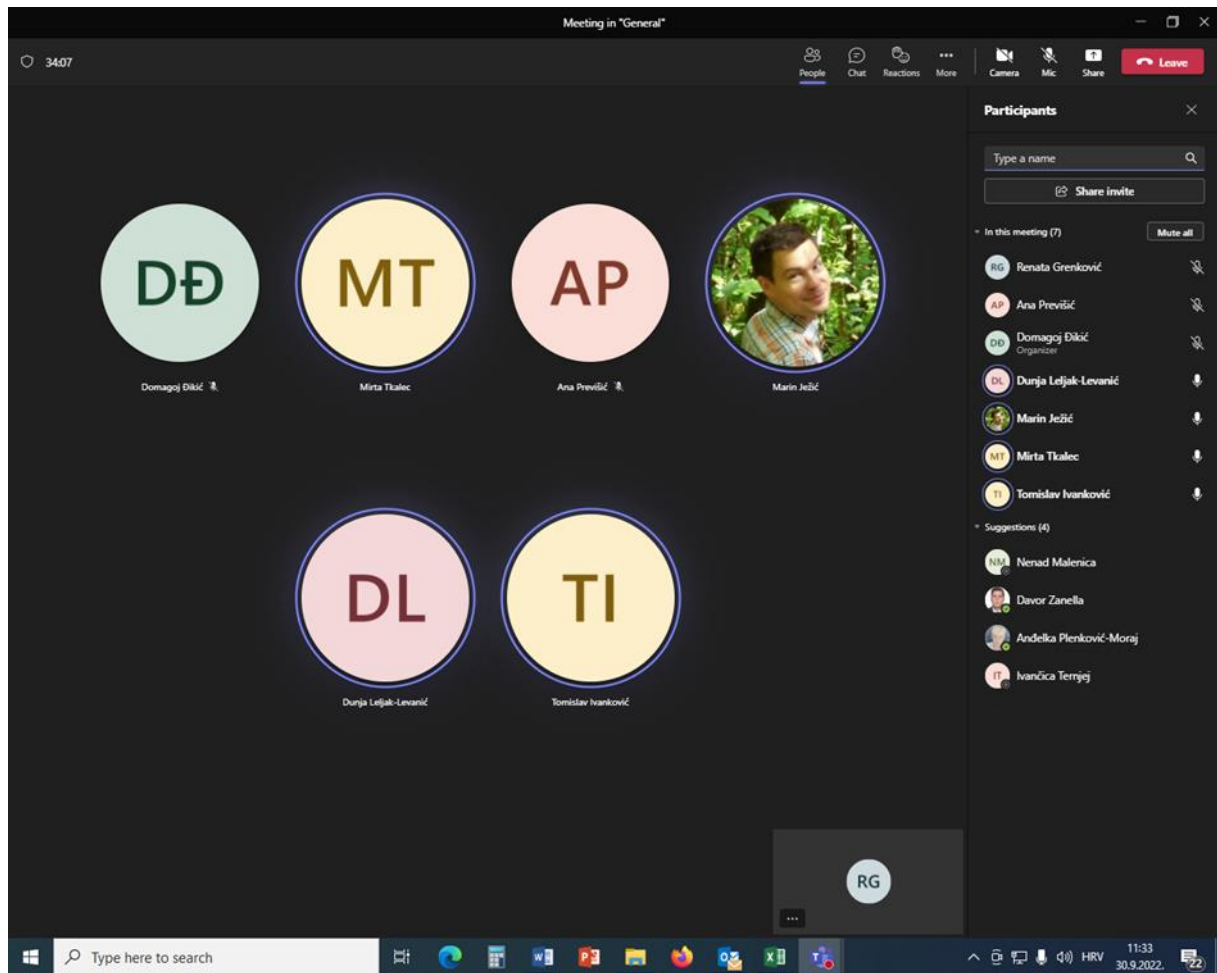 Meeting in "General"
34:07
People Chat Reactions More Camera Mic Share Leave
DĐ MT AP
Domagoj Đikić Mirta Tkalec Ana Previšić Marin Ježić
DL TI
Dunja Leljak-Levanić Tomislav Ivanković
RG
Participants
Type a name
Share invite
In this meeting (7) Mute all
RG Renata Grenković
AP Ana Previšić
DĐ Domagoj Đikić
Organizer
DL Dunja Leljak-Levanić
Marin Ježić
MT Mirta Tkalec
TI Tomislav Ivanković
Suggestions (4)
NM Nenad Malenica
Davor Zanella
Anđelka Plenković-Moraj
IT Ivančica Ternjej
Type here to search
HRV
11:33
30.9.2022.
22